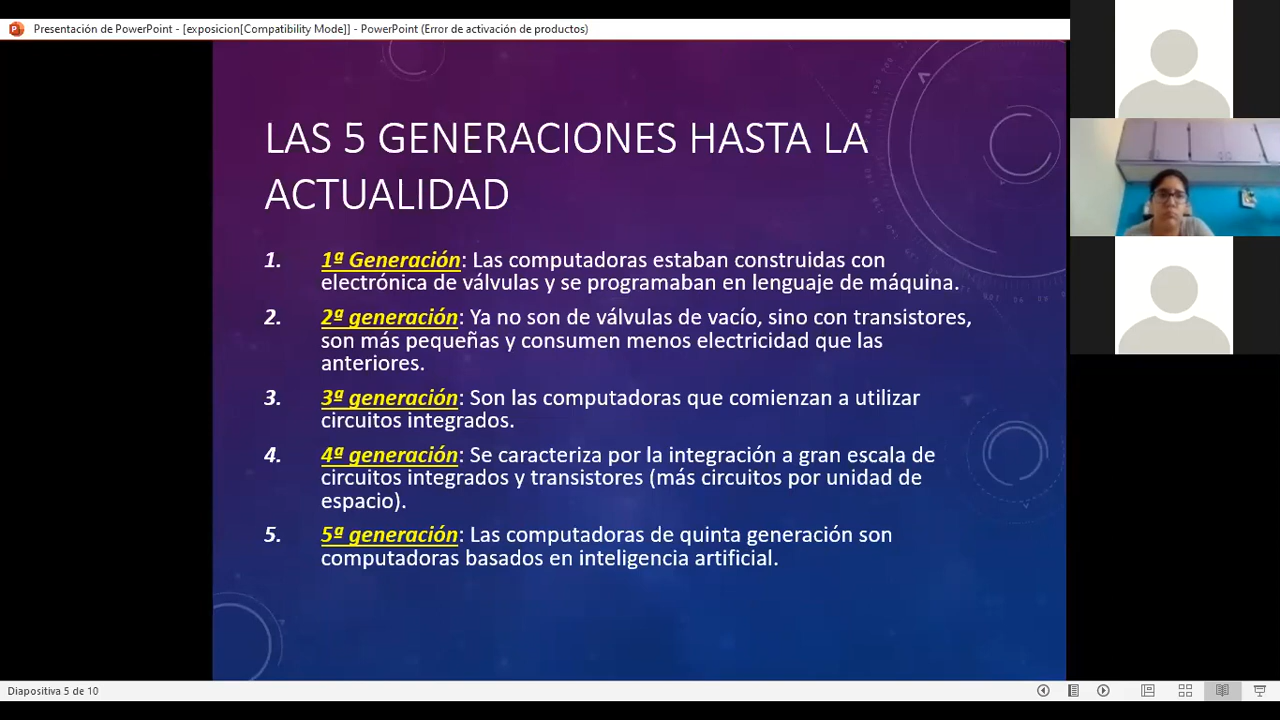 Presentación de PowerPoint - [exposicion[Compatibility Mode]] - PowerPoint (Error de activación de productos)
LAS 5 GENERACIONES HASTA LA
ACTUALIDAD
1. 1ª Generación: Las computadoras estaban construidas con
electrónica de válvulas y se programaban en lenguaje de máquina.
2. 2ª generación: Ya no son de válvulas de vacío, sino con transistores,
son más pequeñas y consumen menos electricidad que las
anteriores.
3. 3ª generación: Son las computadoras que comienzan a utilizar
circuitos integrados.
4. 4ª generación: Se caracteriza por la integración a gran escala de
circuitos integrados y transistores (más circuitos por unidad de
espacio).
5. 5ª generación: Las computadoras de quinta generación son
computadoras basados en inteligencia artificial.
Diapositiva 5 de 10